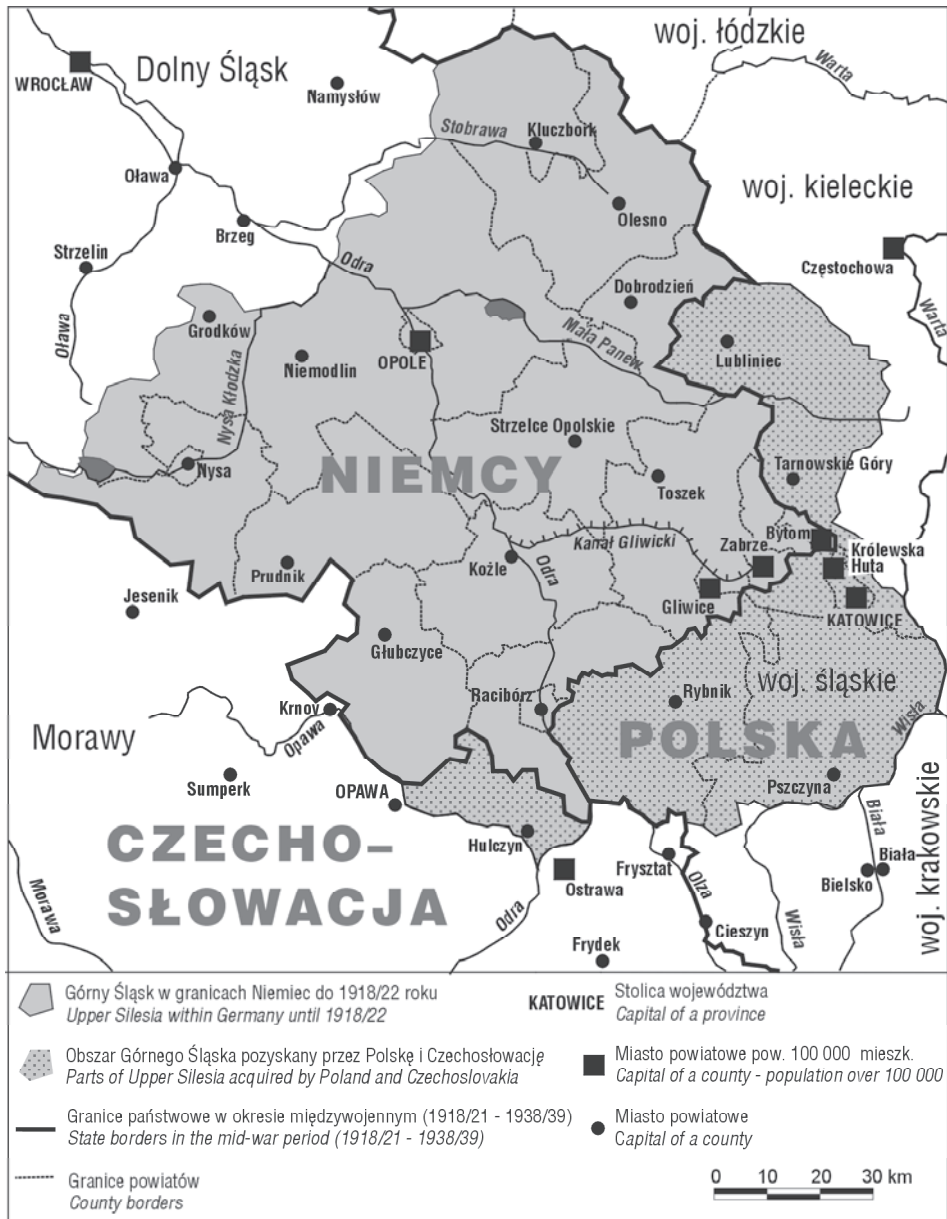 woj. łódzkie
Warta
WROCŁAW
Dolny Śląsk
Namysłów
Stobrawa
Kluczbork
Oława
woj. kieleckie
Olesno
Brzeg
Strzelin
Odra
Częstochowa
Dobrodzień
Oława
Grodków
Warta
Mała Panew
OPOLE
Niemodlin
Lubliniec
Nysa Kłodzka
Strzelce Opolskie
Nysa
NIEMCY
Toszek
Tarnowskie Góry
Bytom
Kanał Gliwicki
Zabrze
Królewska
Huta
Prudnik
Koźle
Odra
Jesenik
Gliwice
KATOWICE
Głubczyce
woj. śląskie
Racibórz
Rybnik
Krnov
Opawa
Wisła
Morawy
POLSKA
Sumperk
OPAWA
Pszczyna
Hulczyn
Biała
woj. krakowskie
CZECHO–
SŁOWACJA
Frysztat
Ostrawa
Olza
Bielsko
Biała
Morawa
Odra
Cieszyn
Wisła
Frydek
Górny Śląsk w granicach Niemiec do 1918/22 roku
Upper Silesia within Germany until 1918/22
Obszar Górnego Śląska pozyskany przez Polskę i Czechosłowację
Parts of Upper Silesia acquired by Poland and Czechoslovakia
Granice państwowe w okresie międzywojennym (1918/21 - 1938/39)
State borders in the mid-war period (1918/21 - 1938/39)
Granice powiatów
County borders
KATOWICE
Stolica województwa
Capital of a province
Miasto powiatowe pow. 100 000 mieszk.
Capital of a county - population over 100 000
Miasto powiatowe
Capital of a county
0 10 20 30 km